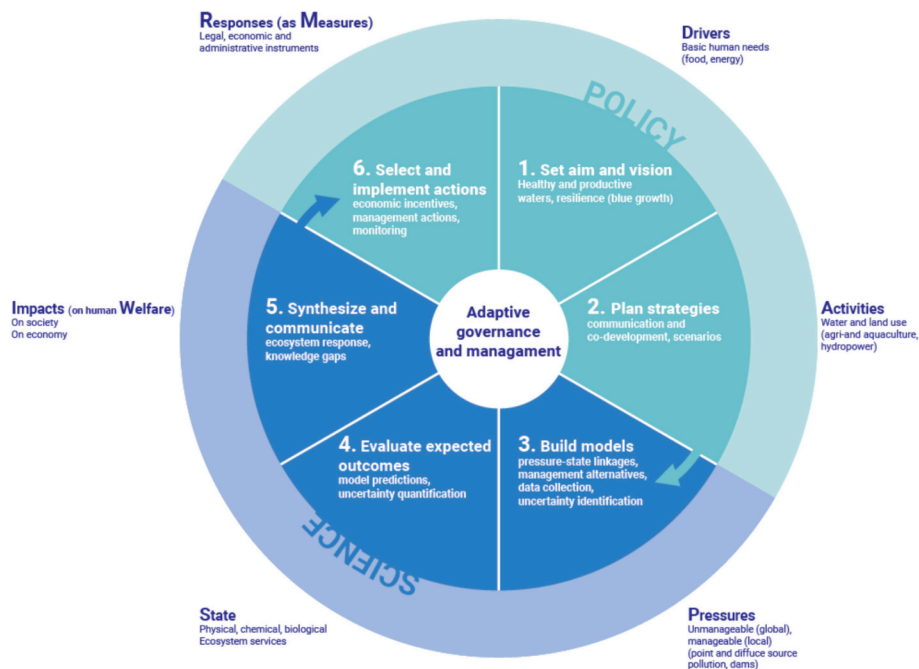 Responses (as Measures)
Legal, economic and
administrative instruments
Drivers
Basic human needs
(food, energy)
POLICY
6. Select and
implement actions
economic incentives,
management actions,
monitoring
1. Set aim and vision
Healthy and productive
waters, resilience (blue growth)
Impacts (on human Welfare)
On society
On economy
5. Synthesize and
communicate
ecosystem response,
knowledge gaps
Adaptive
governance
and managament
2. Plan strategies
communication and
co-development, scenarios
Activities
Water and land use
(agri-and aquaculture,
hydropower)
4. Evaluate expected
outcomes
model predictions,
uncertainty quantification
3. Build models
pressure-state linkages,
management alternatives,
data collection,
uncertainty identification
SCIENCE
State
Physical, chemical, biological
Ecosystem services
Pressures
Unmanageable (global),
manageable (local)
(point and diffuse source
pollution, dams)